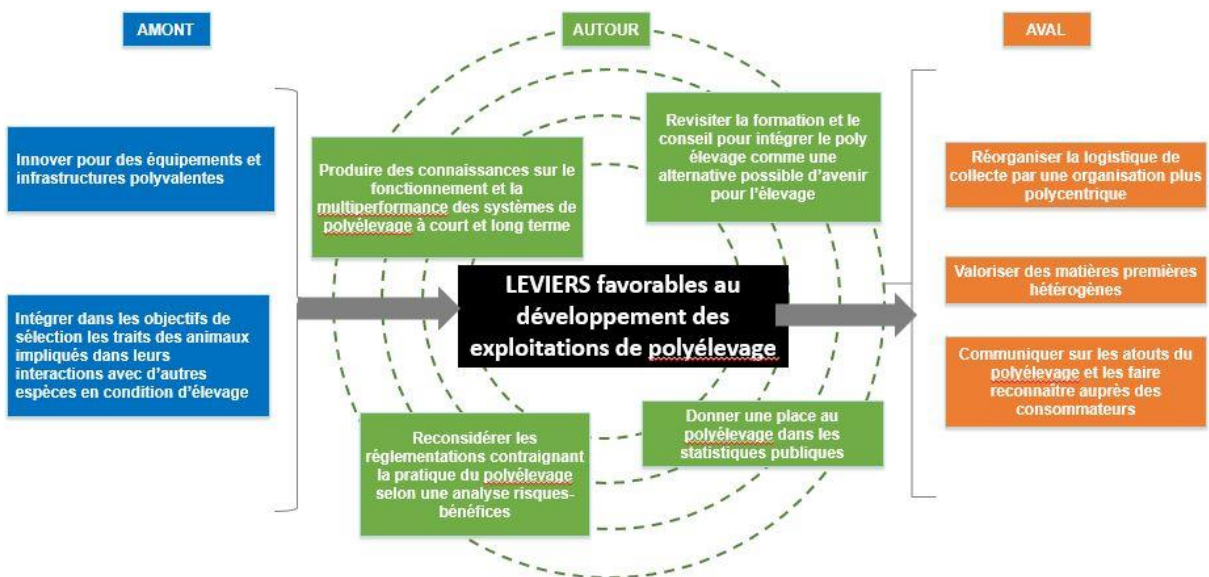 AMONT
Innover pour des équipements et
infrastructures polyvalentes
Intégrer dans les objectifs de
sélection les traits des animaux
impliqués dans leurs
interactions avec d'autres
espèces en condition d'élevage
AUTOUR
Produire des connaissances sur le
fonctionnement et la
multiperformance des systèmes de
polyélevage à court et long terme
Revisiter la formation et le
conseil pour intégrer le poly
élevage comme une
alternative possible d'avenir
pour l'élevage
LEVIERS favorables au
développement des
exploitations de polyélevage
Reconsidérer les
réglementations contraignant
la pratique du polyélevage
selon une analyse risques-
bénéfices
Donner une place au
polyélevage dans les
statistiques publiques
AVAL
Réorganiser la logistique de
collecte par une organisation plus
polycentrique
Valoriser des matières premières
hétérogènes
Communiquer sur les atouts du
polyélevage et les faire
reconnaître auprès des
consommateurs